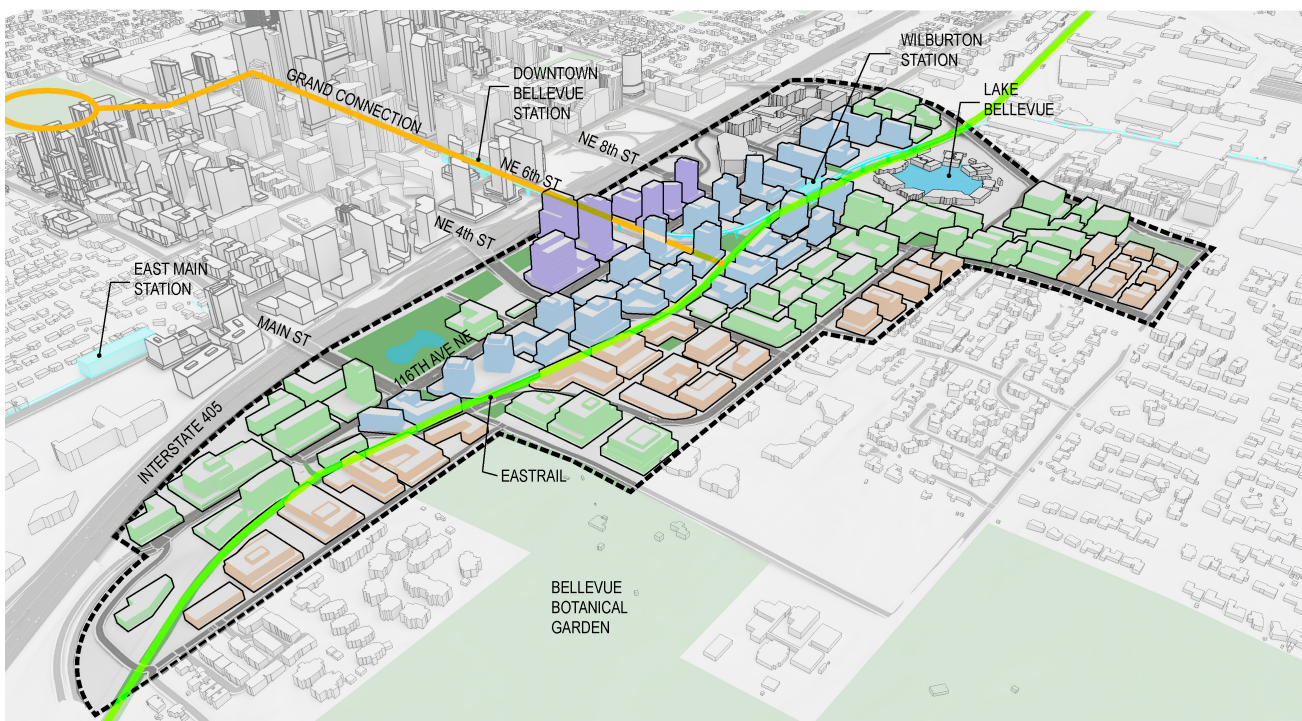 GRAND CONNECTION
DOWNTOWN
BELLEVUE
STATION
WILBURTON
STATION
LAKE
BELLEVUE
NE 8th ST
NE 6th ST
NE 4th ST
EAST MAIN
STATION
MAIN ST
116TH AVE NE
INTERSTATE 405
EASTRAIL
BELLEVUE
BOTANICAL
GARDEN